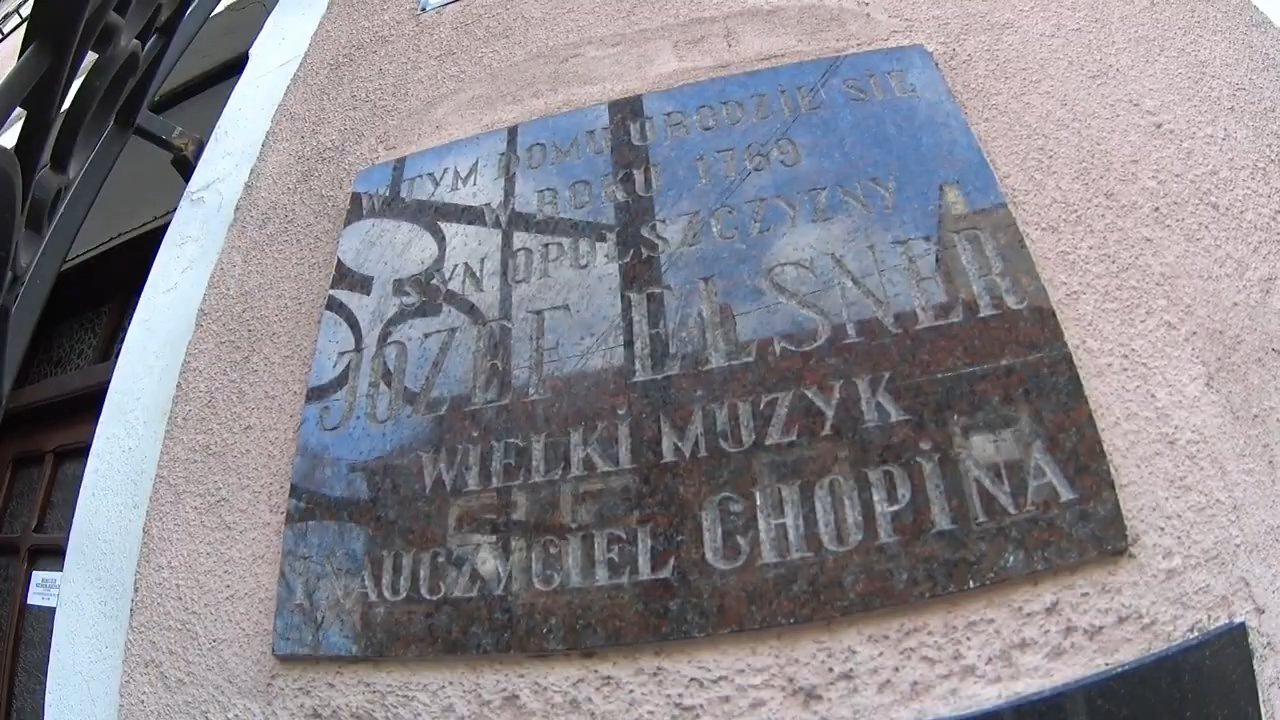 W TYM DOMU URODZIŁ SIĘ
W ROKU 1769
SYN OPOLSZCZYZNY
JÓZEF ELSNER
WIELKI MUZYK
I NAUCZYCIEL CHOPINA